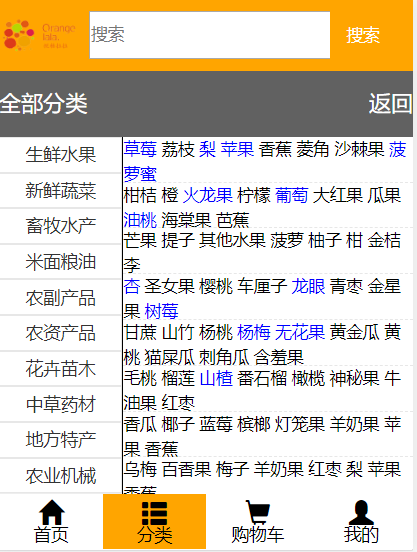 Orange
搜索
搜索
全部分类
返回
生鲜水果
新鲜蔬菜
畜牧水产
米面粮油
农副产品
农资产品
花卉苗木
中草药材
地方特产
农业机械
草莓 荔枝 梨 苹果 香蕉 菱角 沙棘果 菠
萝蜜
柑桔 橙 火龙果 柠檬 葡萄 大红果 瓜果
油桃 海棠果 芭蕉
芒果 提子 其他水果 菠萝 柚子 柑 金桔
李
杏 圣女果 樱桃 车厘子 龙眼 青枣 金星
果 树莓
甘蔗 山竹 杨桃 杨梅 无花果 黄金瓜 黄
桃 猫屎瓜 刺角瓜 含羞果
毛桃 榴莲 山楂 番石榴 橄榄 神秘果 牛
油果 红枣
香瓜 椰子 蓝莓 槟榔 灯笼果 羊奶果 苹
果 香蕉
乌梅 百香果 梅子 羊奶果 红枣 梨 苹果
香蕉
首页
分类
购物车
我的